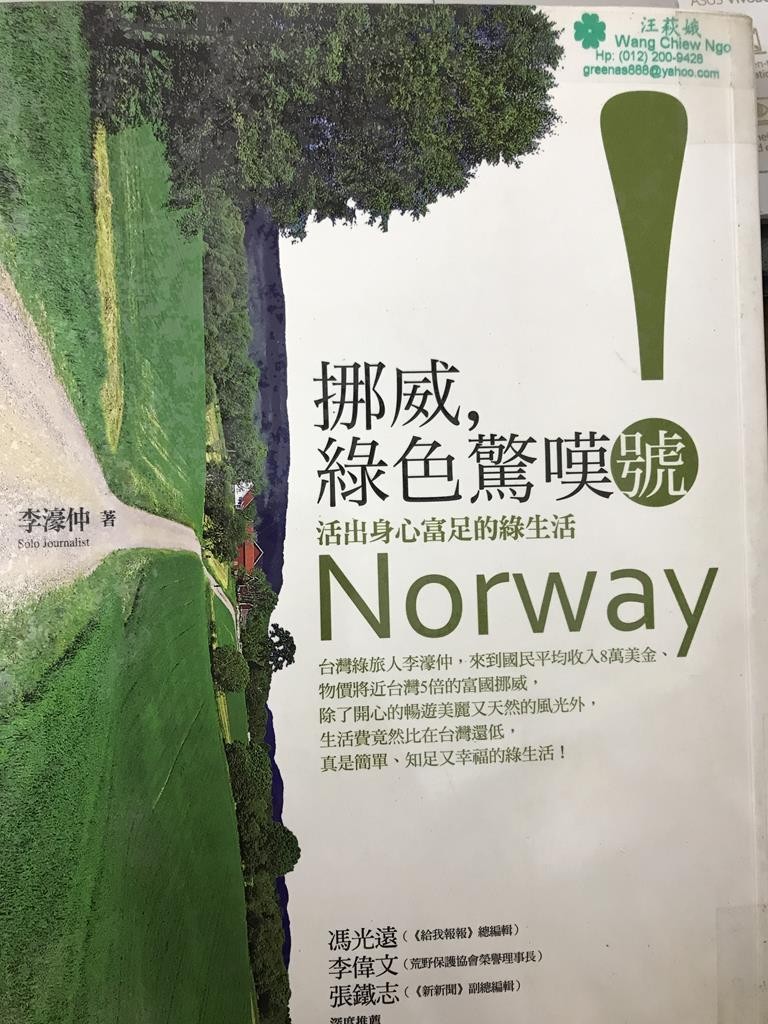 汪萩娥
Wang Chiew Ngo
Hp: (012) 200-9428
greenas888@yahoo.com
!
挪威,
綠色驚嘆號
活出身心富足的綠生活
李濠仲 著
Solo Journalist
Norway
台灣綠旅人李濠仲，來到國民平均收入8萬美金、
物價將近台灣5倍的富國挪威，
除了開心的暢遊美麗又天然的風光外，
生活費竟然比在台灣還低，
真是簡單、知足又幸福的綠生活！
馮光遠（《給我報報》總編輯）
李偉文（荒野保護協會榮譽理事長）
張鐵志（《新新聞》副總編輯）
深度推薦